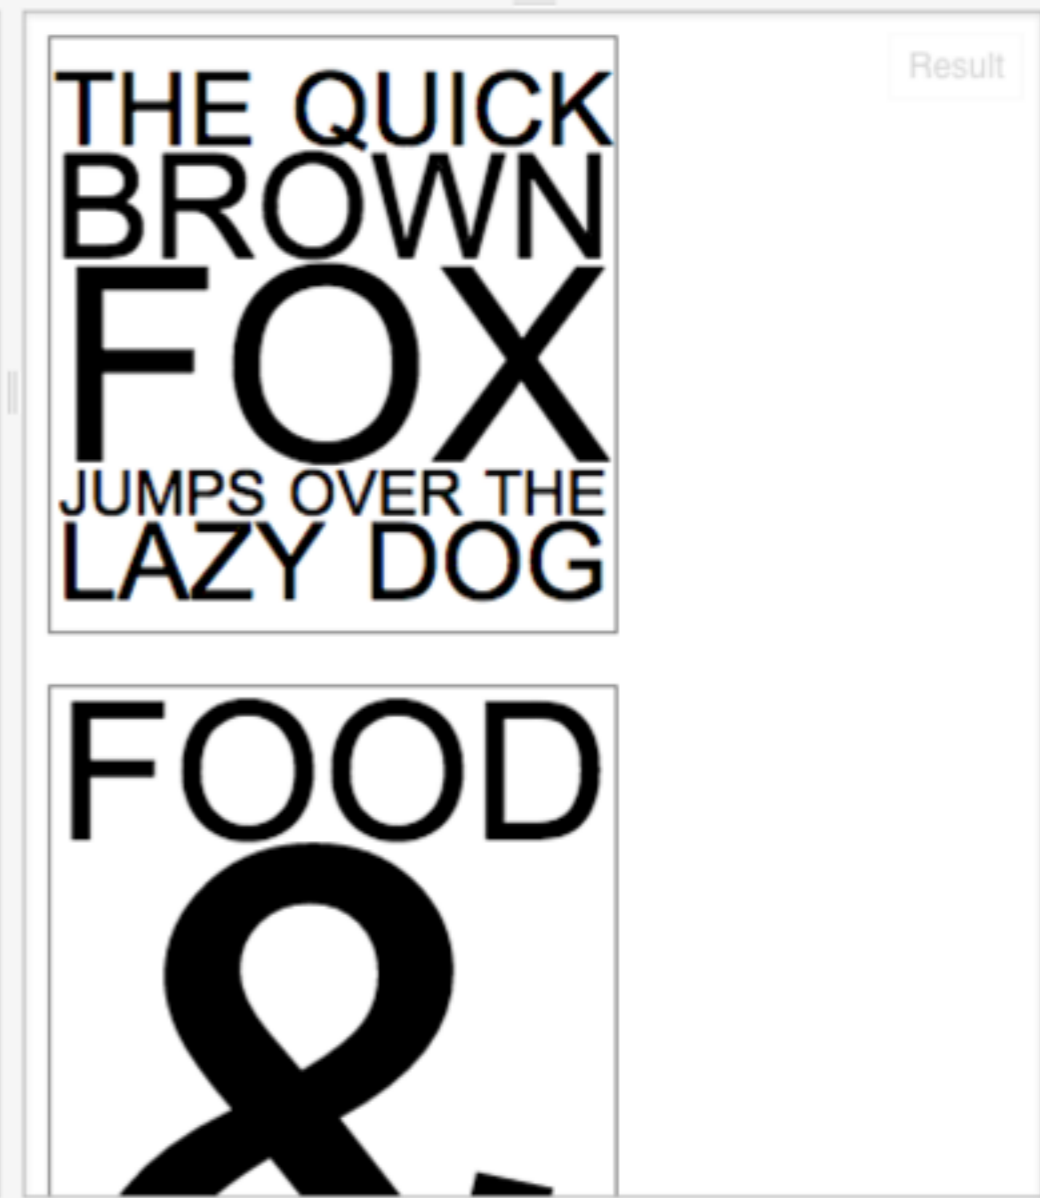 Result
THE QUICK
BROWN
FOX
JUMPS OVER THE
LAZY DOG
FOOD
&